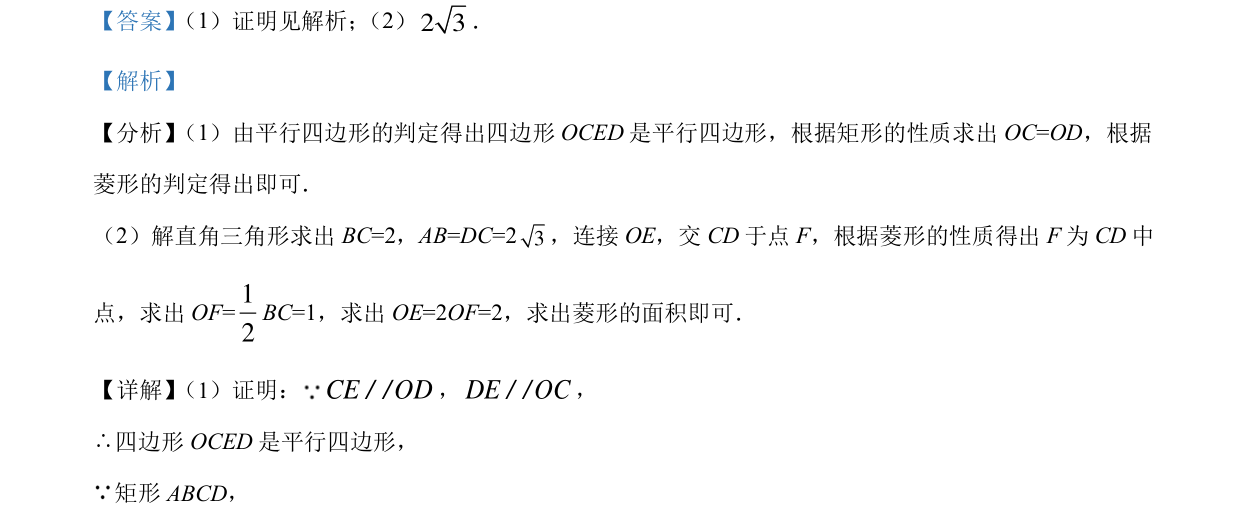 【答案】（1）证明见解析；（2）2√3．
【解析】
【分析】（1）由平行四边形的判定得出四边形 OCED 是平行四边形，根据矩形的性质求出 OC=OD，根据
菱形的判定得出即可．
（2）解直角三角形求出 BC=2，AB=DC=2√3，连接 OE，交 CD 于点 F，根据菱形的性质得出 F 为 CD 中
点，求出 OF=1/2 BC=1，求出 OE=2OF=2，求出菱形的面积即可．
【详解】（1）证明：∵CE//OD，DE//OC，
∴四边形 OCED 是平行四边形，
∵矩形 ABCD，